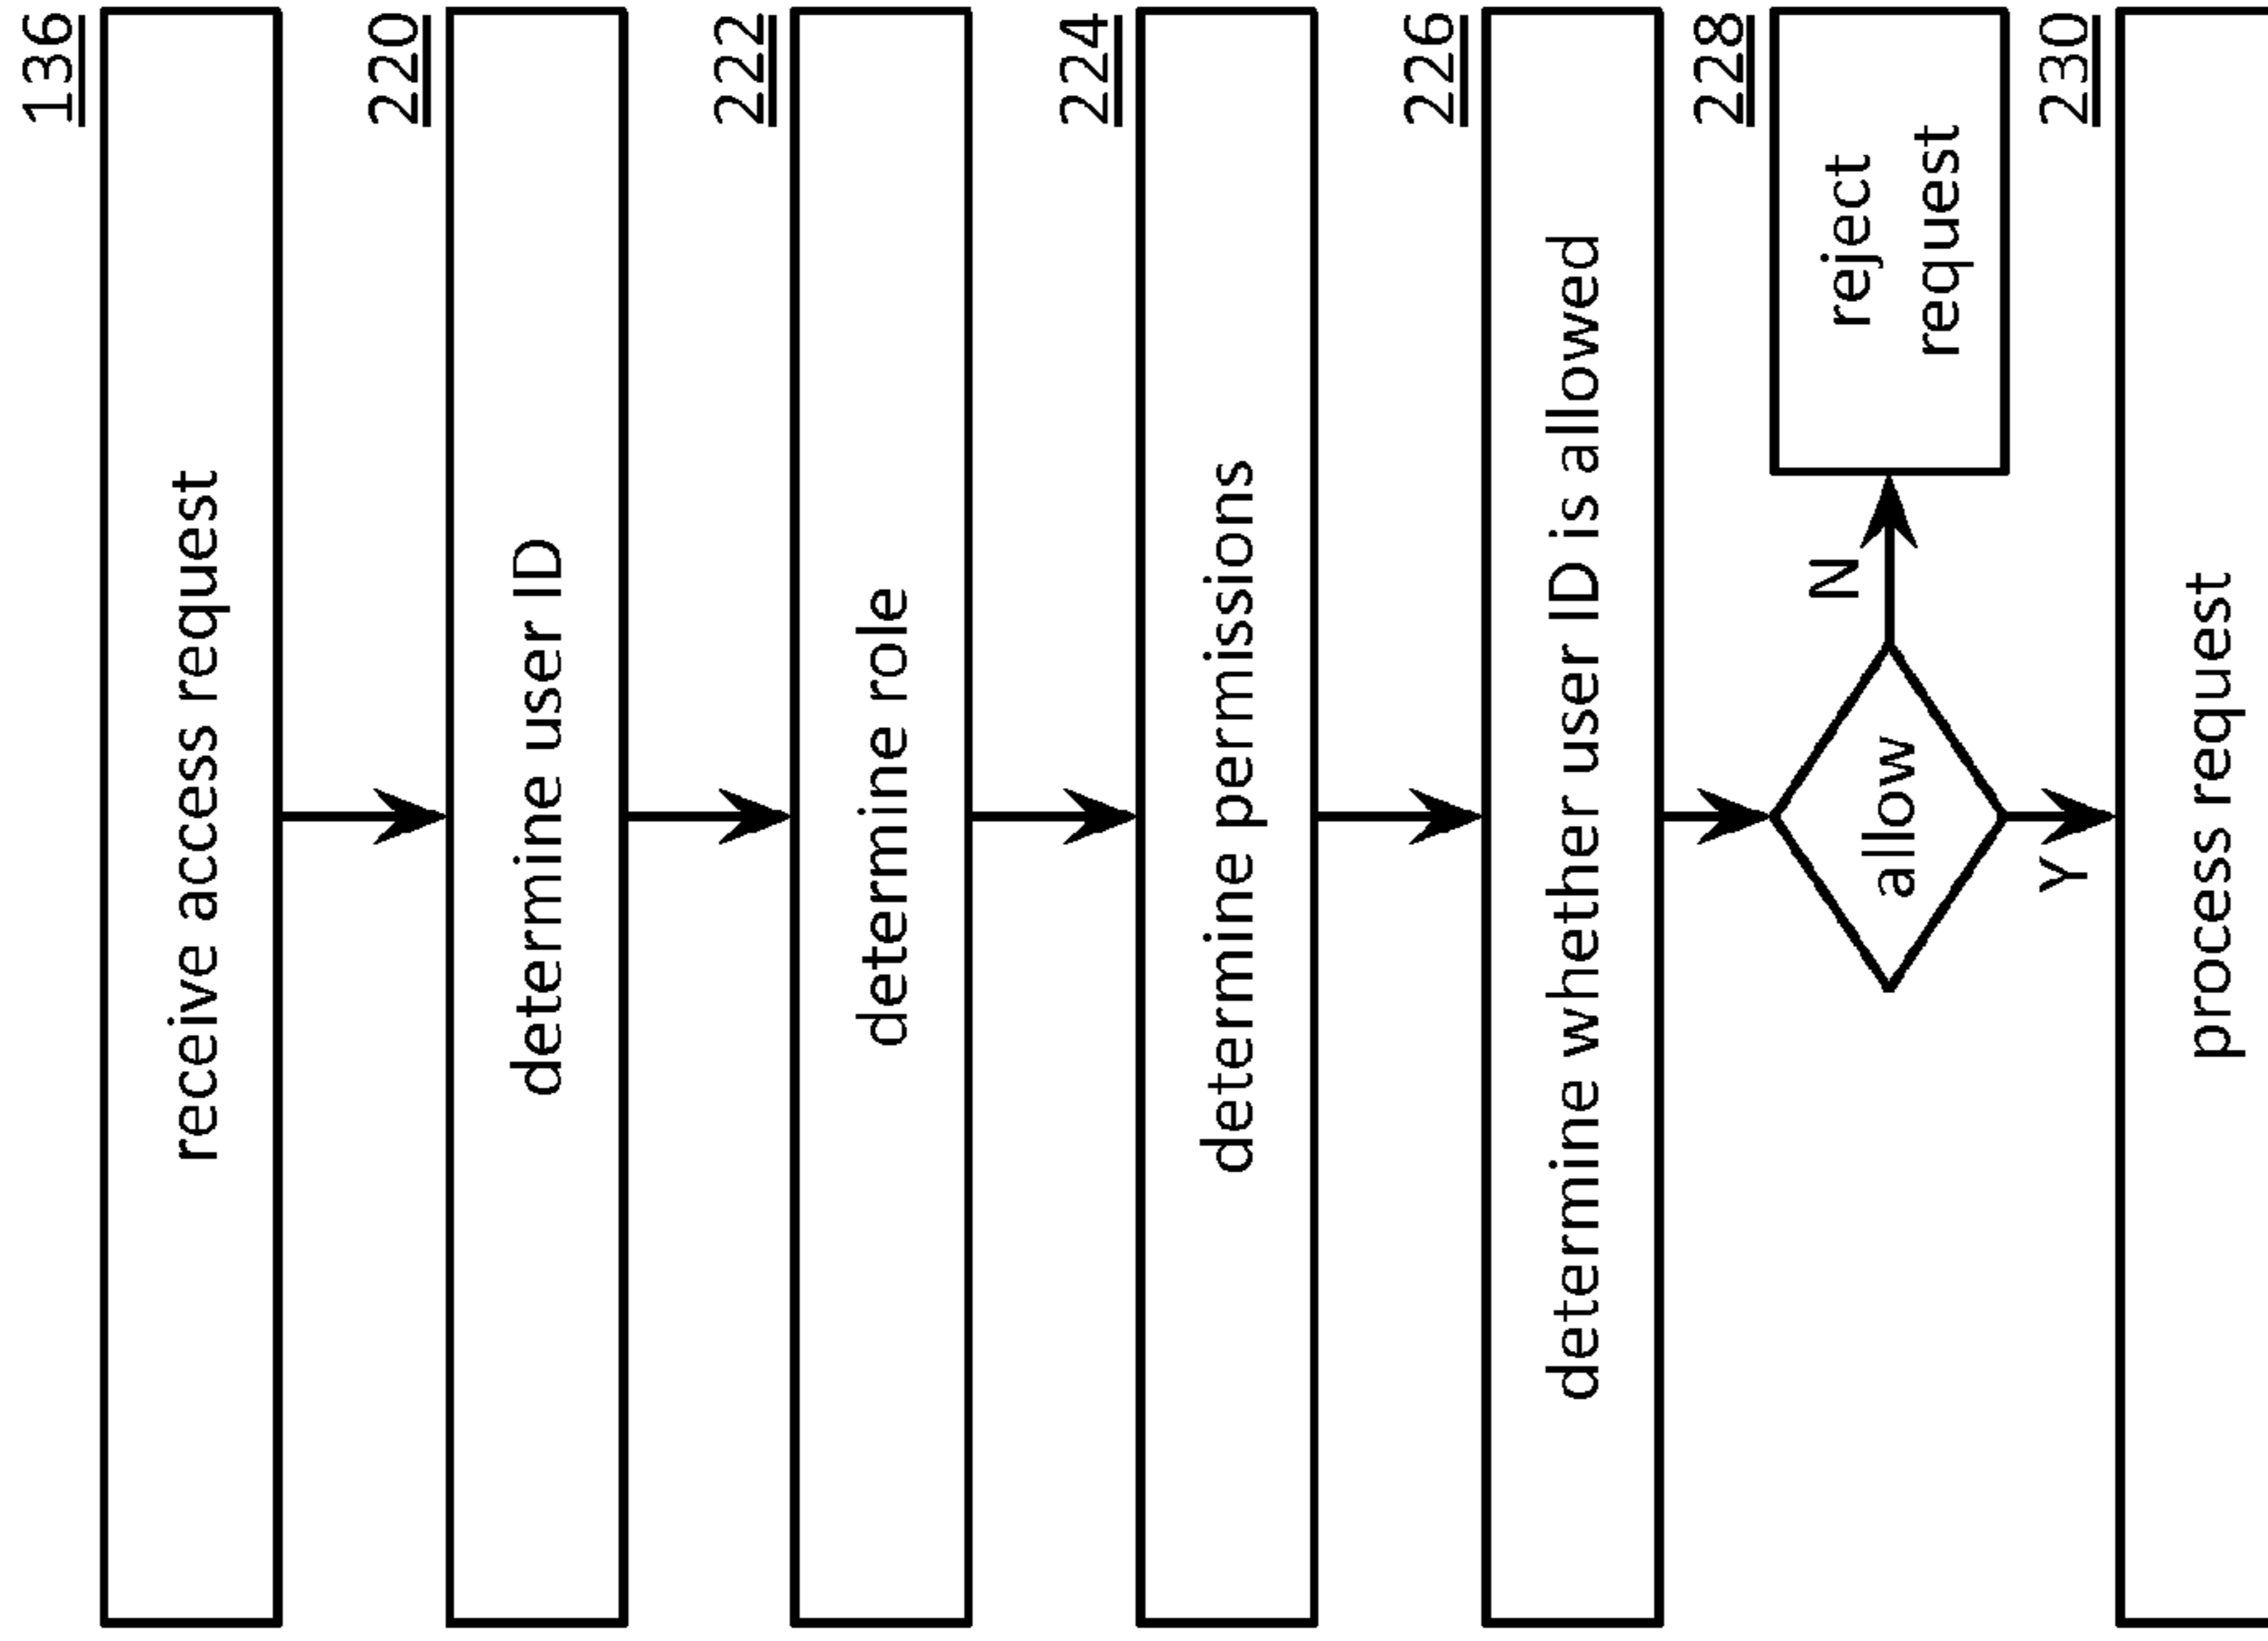 136
receive access request
220
determine user ID
222
determine role
224
determine permissions
226
determine whether user ID is allowed
228
reject
request
N
allow
Y
230
process request